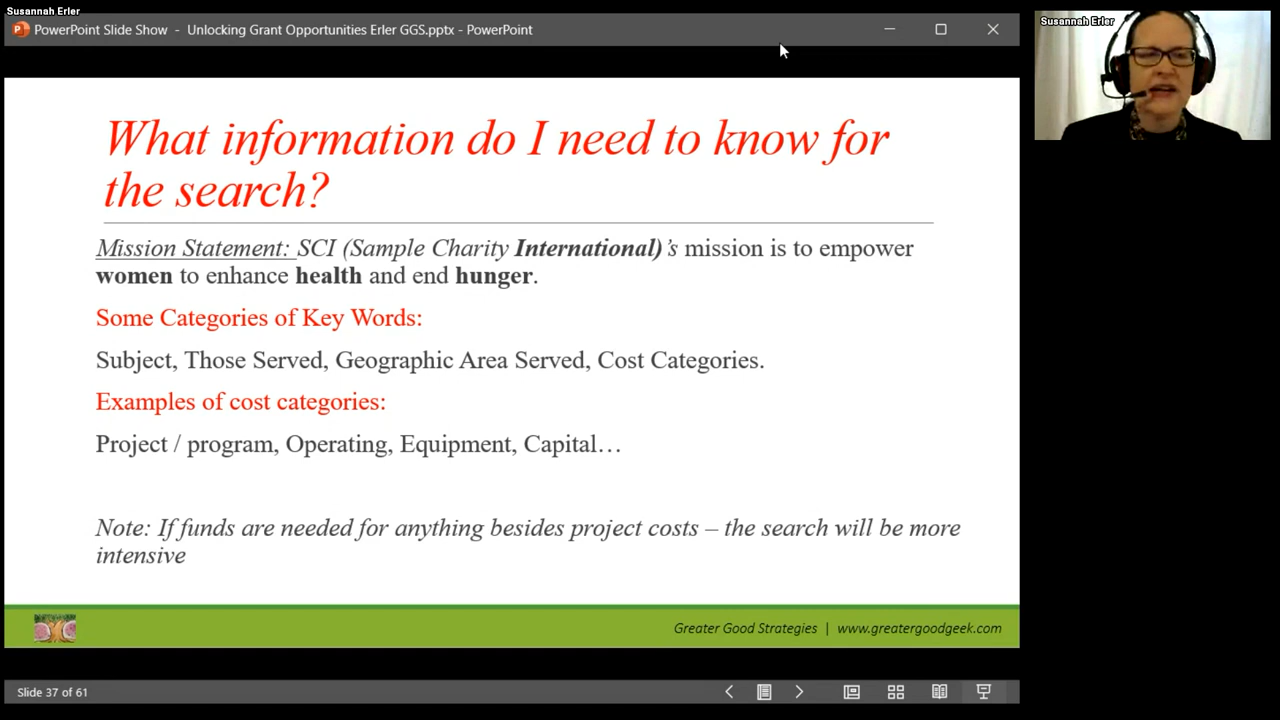 Susannah Erler
PowerPoint Slide Show - Unlocking Grant Opportunities Erler GGS.pptx - PowerPoint
Susannah Erler
What information do I need to know for
the search?
Mission Statement: SCI (Sample Charity International)'s mission is to empower
women to enhance health and end hunger.
Some Categories of Key Words:
Subject, Those Served, Geographic Area Served, Cost Categories.
Examples of cost categories:
Project / program, Operating, Equipment, Capital…
Note: If funds are needed for anything besides project costs – the search will be more
intensive
Greater Good Strategies | www.greatergoodgeek.com
Slide 37 of 61